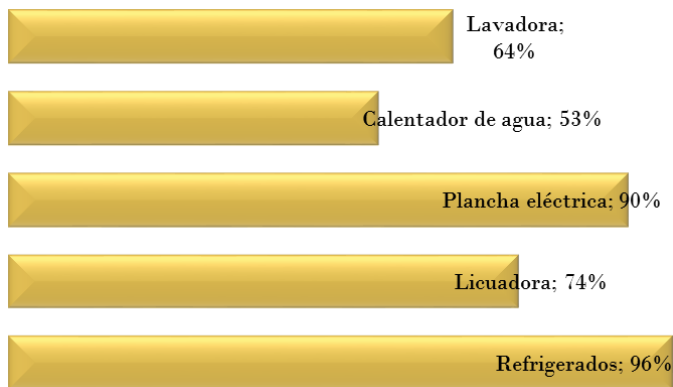 Lavadora;
64%
Calentador de agua; 53%
Plancha eléctrica; 90%
Licuadora; 74%
Refrigerados; 96%